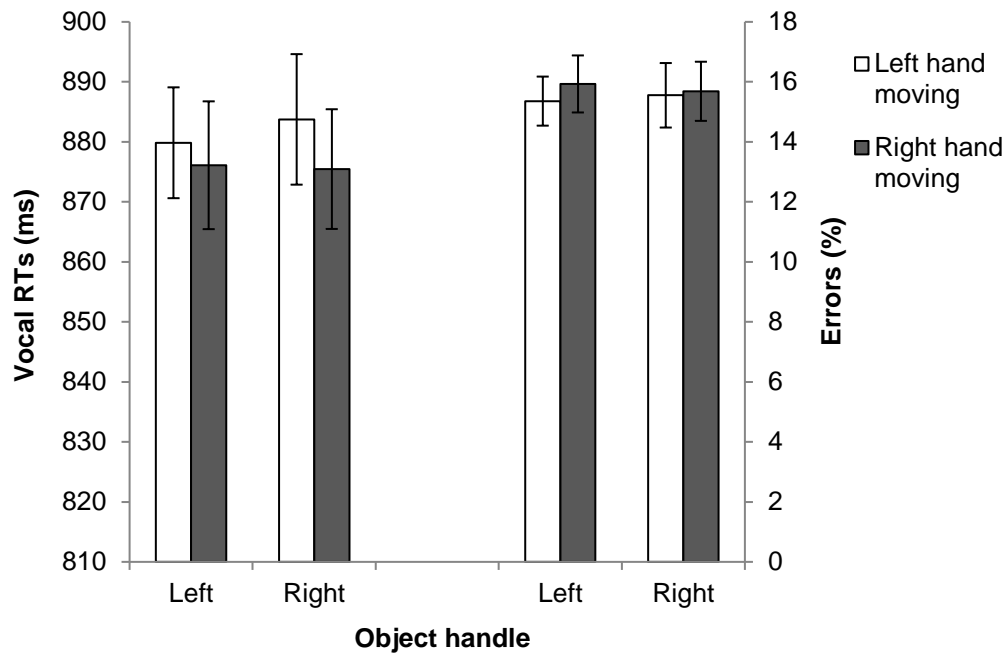 900
890
880
870
860
850
840
830
820
810
Vocal RTs (ms)
18
16
14
12
10
8
6
4
2
0
Errors (%)
Left hand
moving
Right hand
moving
Left
Right
Left
Right
Object handle